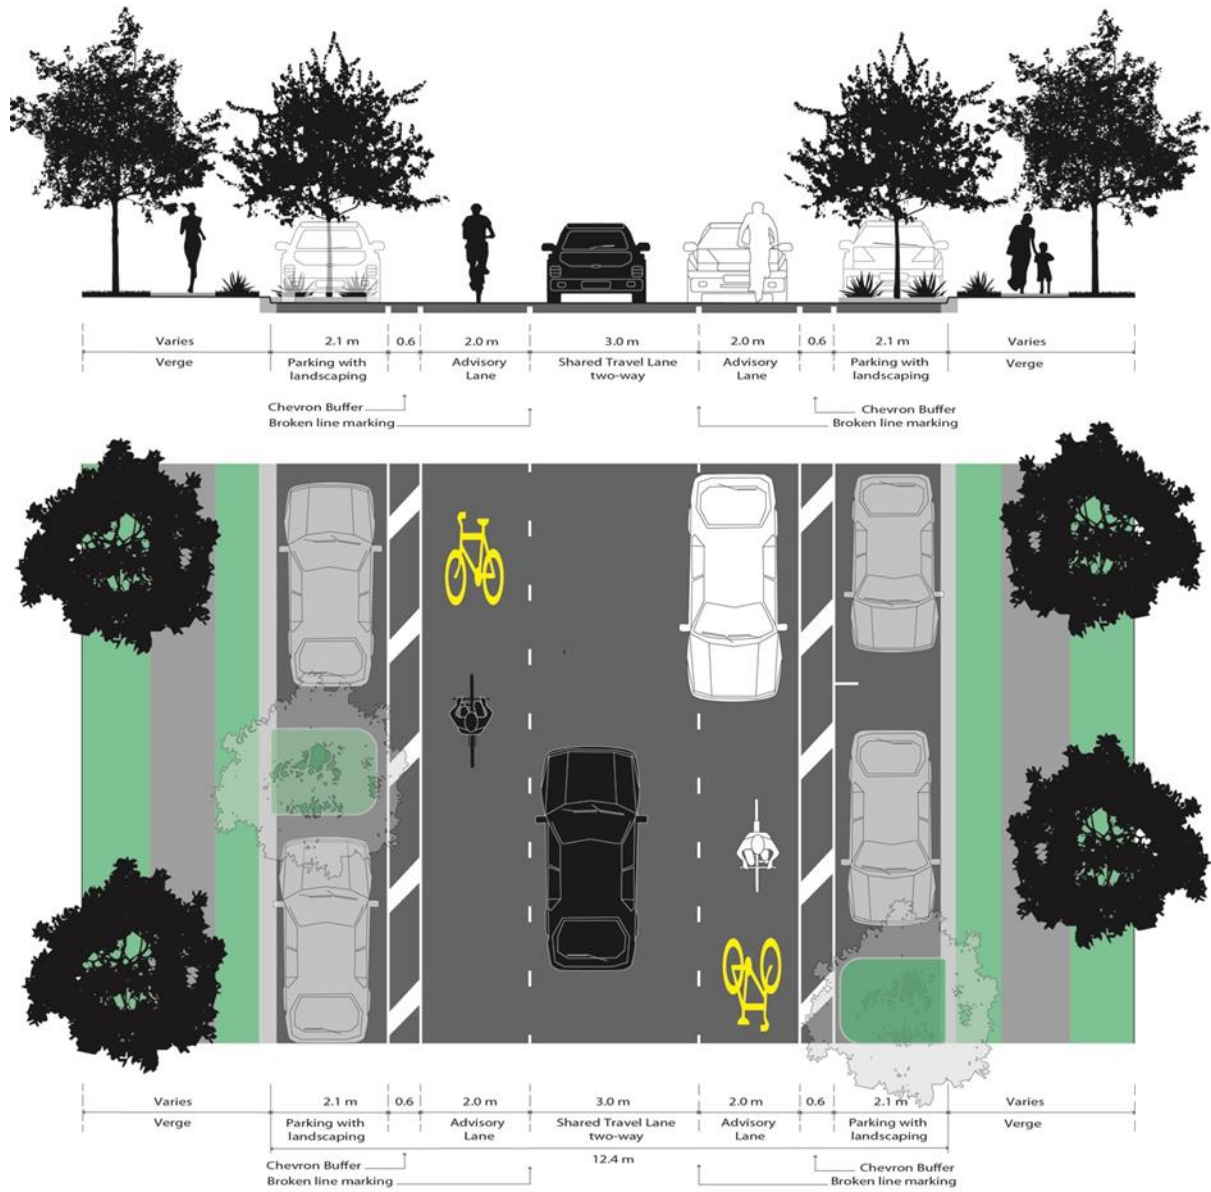 Varies 2.1 m 0.6 2.0 m 3.0 m 2.0 m 0.6 2.1 m Varies
Verge Parking with Advisory Shared Travel Lane Advisory Parking with Verge
landscaping Lane two-way Lane landscaping
Chevron Buffer Chevron Buffer
Broken line marking Broken line marking
Varies 2.1 m 0.6 2.0 m 3.0 m 2.0 m 0.6 2.1 m Varies
Verge Parking with Advisory Shared Travel Lane Advisory Parking with Verge
landscaping Lane two-way Lane landscaping
12.4 m
Chevron Buffer Chevron Buffer
Broken line marking Broken line marking